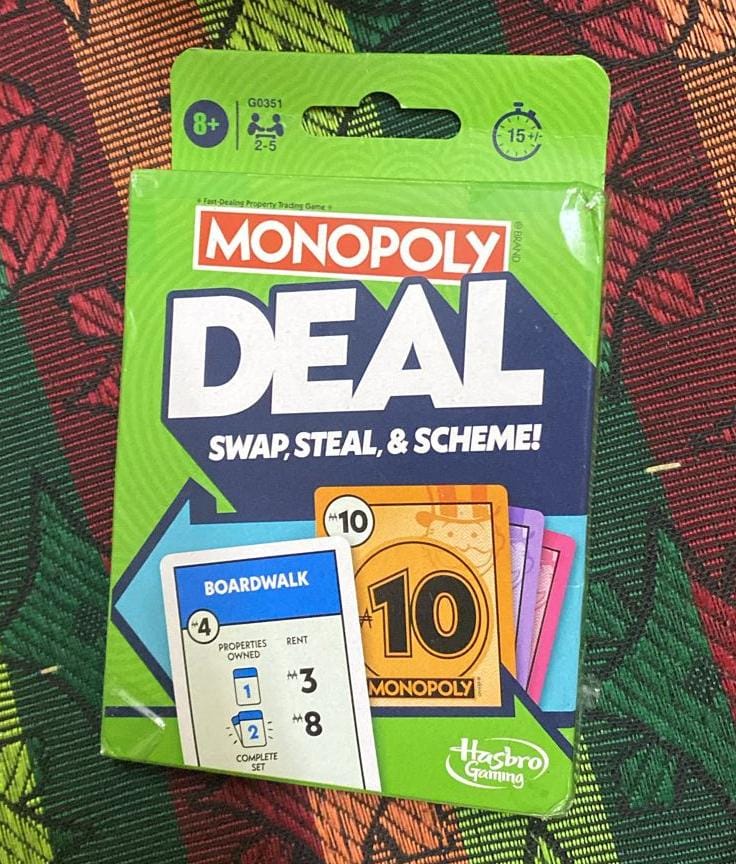 8+
G0351
2-5
15+/-
✦ Fast-Dealing Property Trading Game ✦
MONOPOLY
® BRAND
DEAL
SWAP, STEAL, & SCHEME!
₩10
₩10
MONOPOLY
BOARDWALK
₩4
PROPERTIES
OWNED
RENT
1
₩3
2
₩8
COMPLETE
SET
Hasbro
Gaming